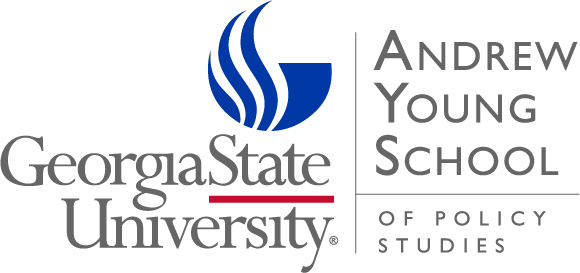 GeorgiaState
University®
ANDREW
YOUNG
SCHOOL
OF POLICY
STUDIES